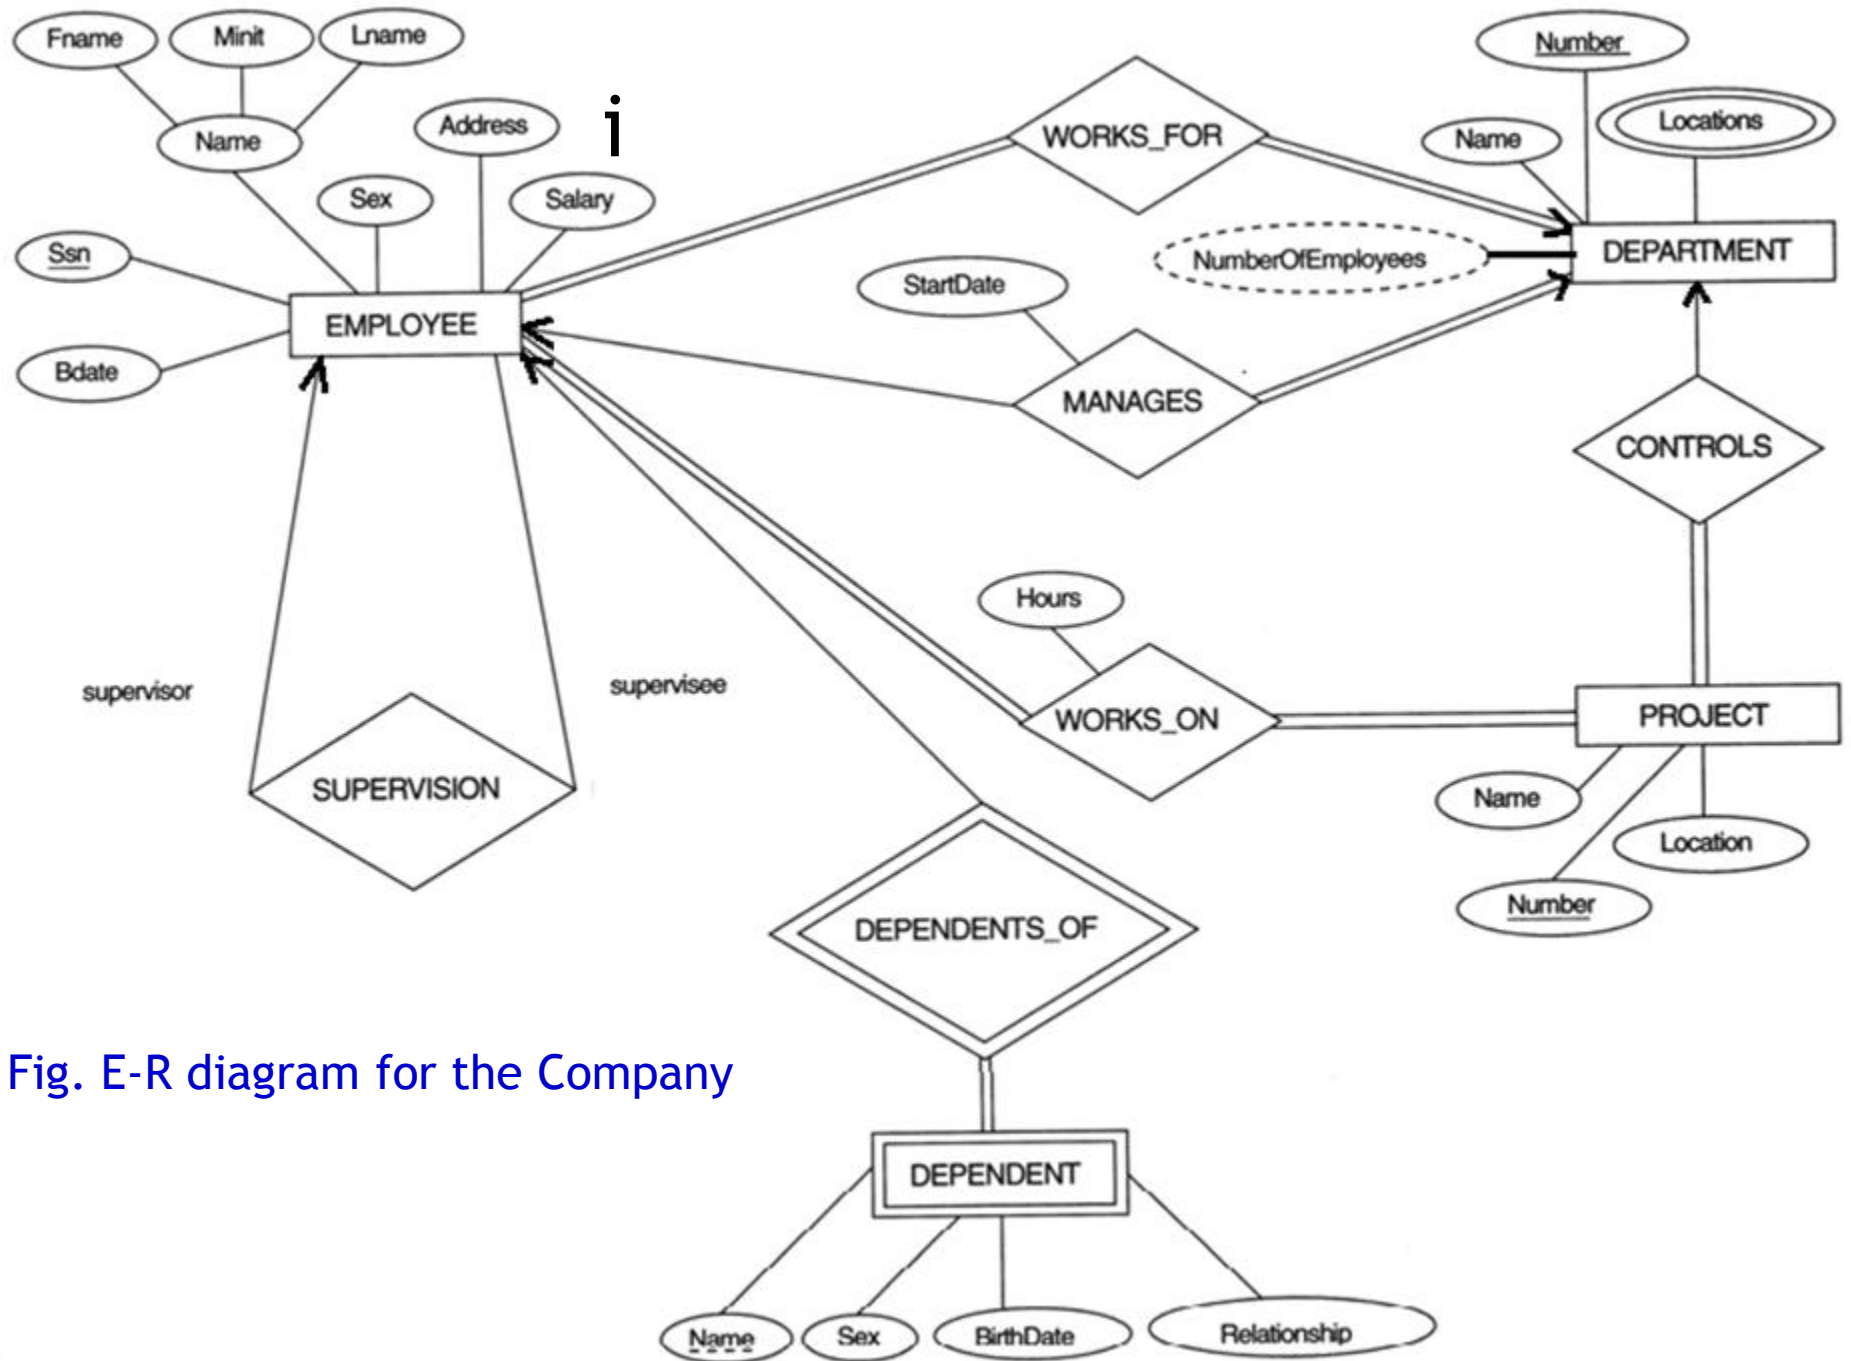 Fname
Minit
Lname
Number
Name
Address
i
WORKS_FOR
Name
Locations
Sex
Salary
Ssn
NumberOfEmployees
DEPARTMENT
StartDate
EMPLOYEE
Bdate
MANAGES
CONTROLS
Hours
supervisor
supervisee
WORKS_ON
PROJECT
SUPERVISION
Name
Location
Number
DEPENDENTS_OF
Fig. E-R diagram for the Company
DEPENDENT
Name
Sex
BirthDate
Relationship